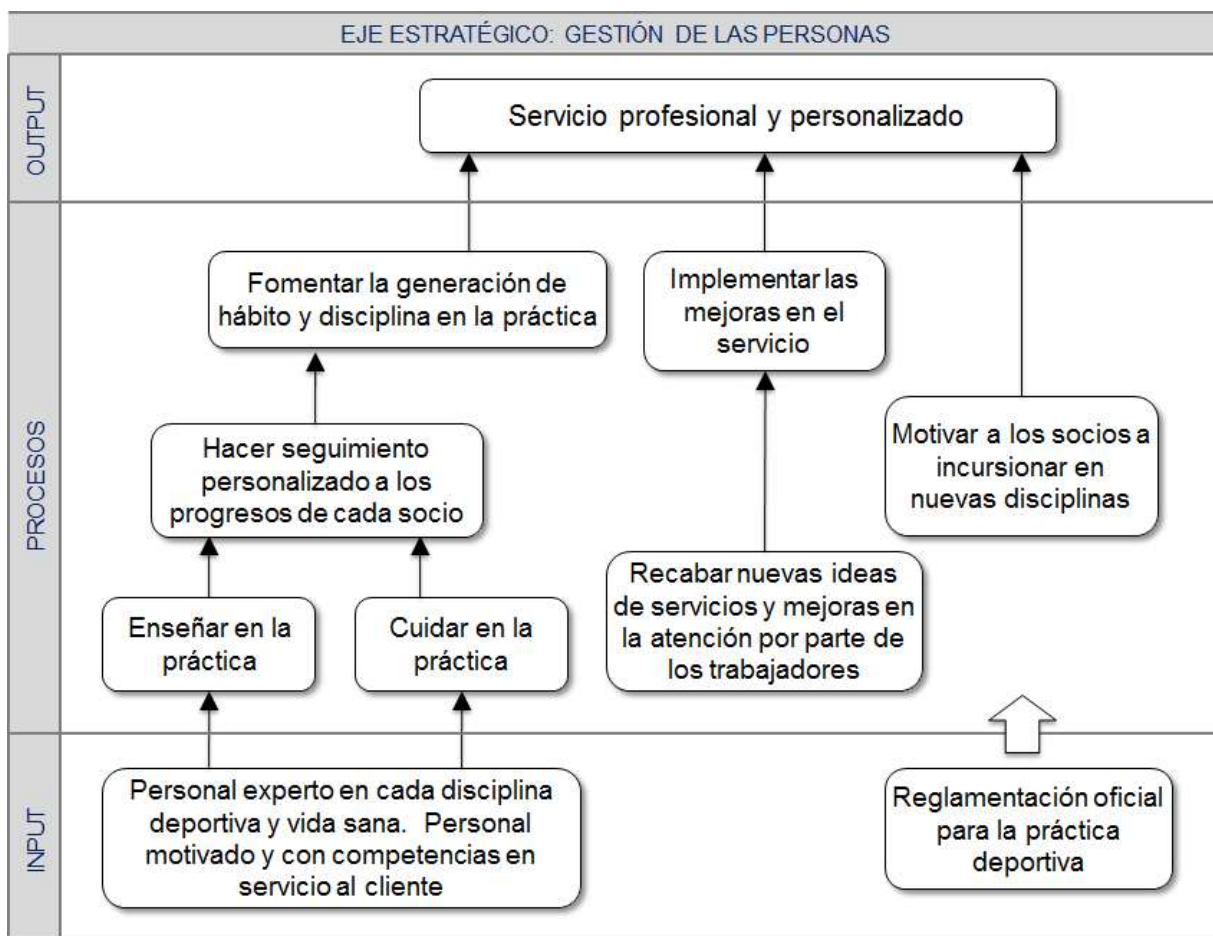 EJE ESTRATÉGICO: GESTIÓN DE LAS PERSONAS
OUTPUT
Servicio profesional y personalizado
PROCESOS
Fomentar la generación de
hábito y disciplina en la práctica
Implementar las
mejoras en el
servicio
Motivar a los socios a
incursionar en
nuevas disciplinas
Hacer seguimiento
personalizado a los
progresos de cada socio
Recabar nuevas ideas
de servicios y mejoras en
la atención por parte de
los trabajadores
Enseñar en la
práctica
Cuidar en la
práctica
INPUT
Personal experto en cada disciplina
deportiva y vida sana. Personal
motivado y con competencias en
servicio al cliente
Reglamentación oficial
para la práctica
deportiva